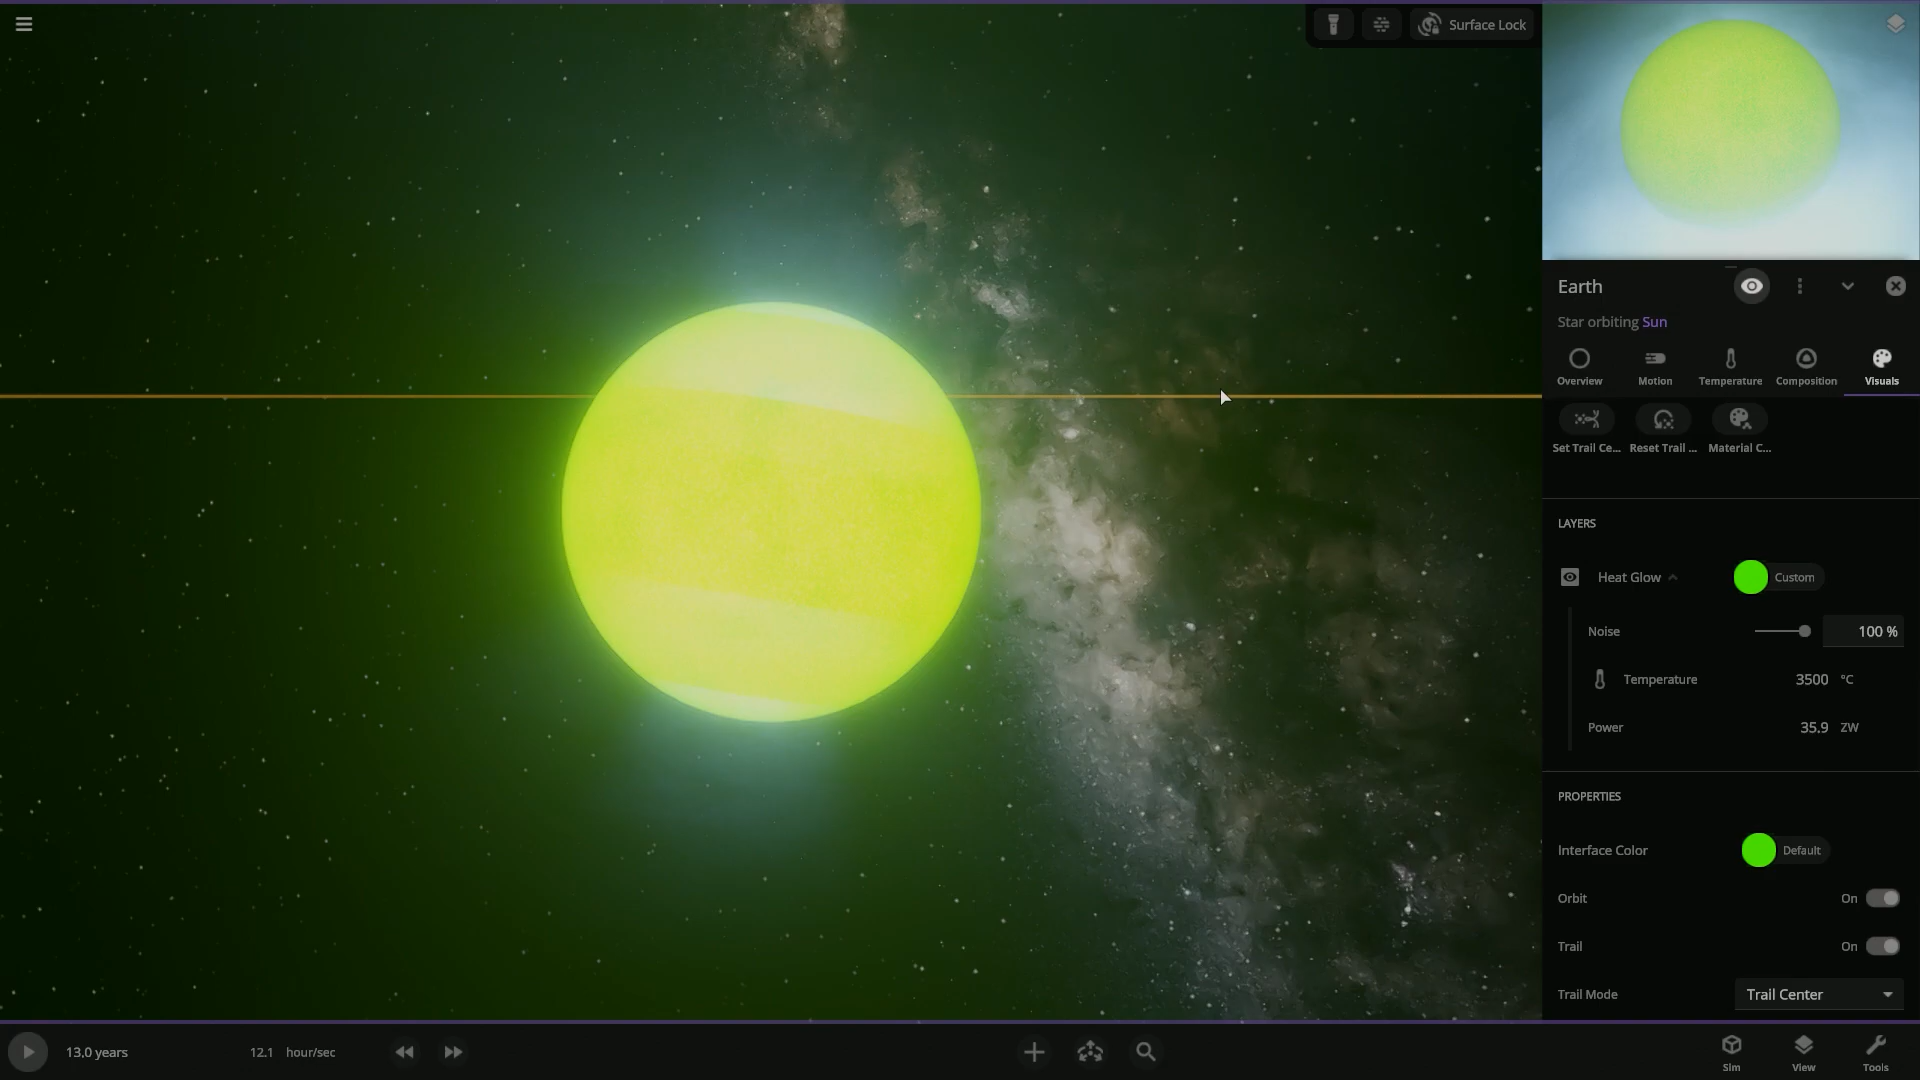 Surface Lock
Earth
Star orbiting Sun
Overview Motion Temperature Composition Visuals
Set Trail Ce... Reset Trail ... Material C...
LAYERS
Heat Glow Custom
Noise 100 %
Temperature 3500 °C
Power 35.9 ZW
PROPERTIES
Interface Color Default
Orbit On
Trail On
Trail Mode Trail Center
13.0 years 12.1 hour/sec
Sim View Tools